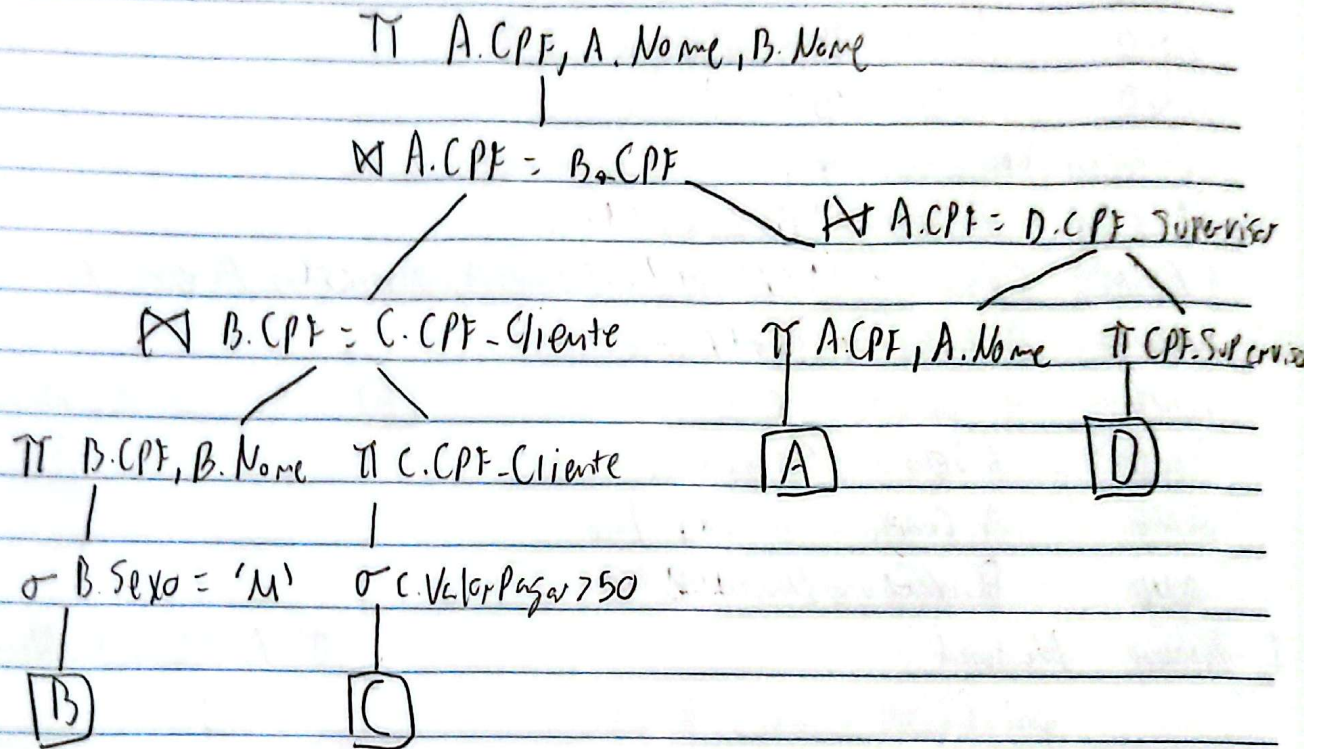 π A.CPF, A.Nome, B.Nome
⋈ A.CPF = B.CPF
⋈ A.CPF = D.CPF_Supervisor
⋈ B.CPF = C.CPF_Cliente
π A.CPF, A.Nome
π CPF_Supervisor
A
D
π B.CPF, B.Nome
π C.CPF_Cliente
σ B.Sexo = 'M'
σ C.ValorPagar > 50
B
C